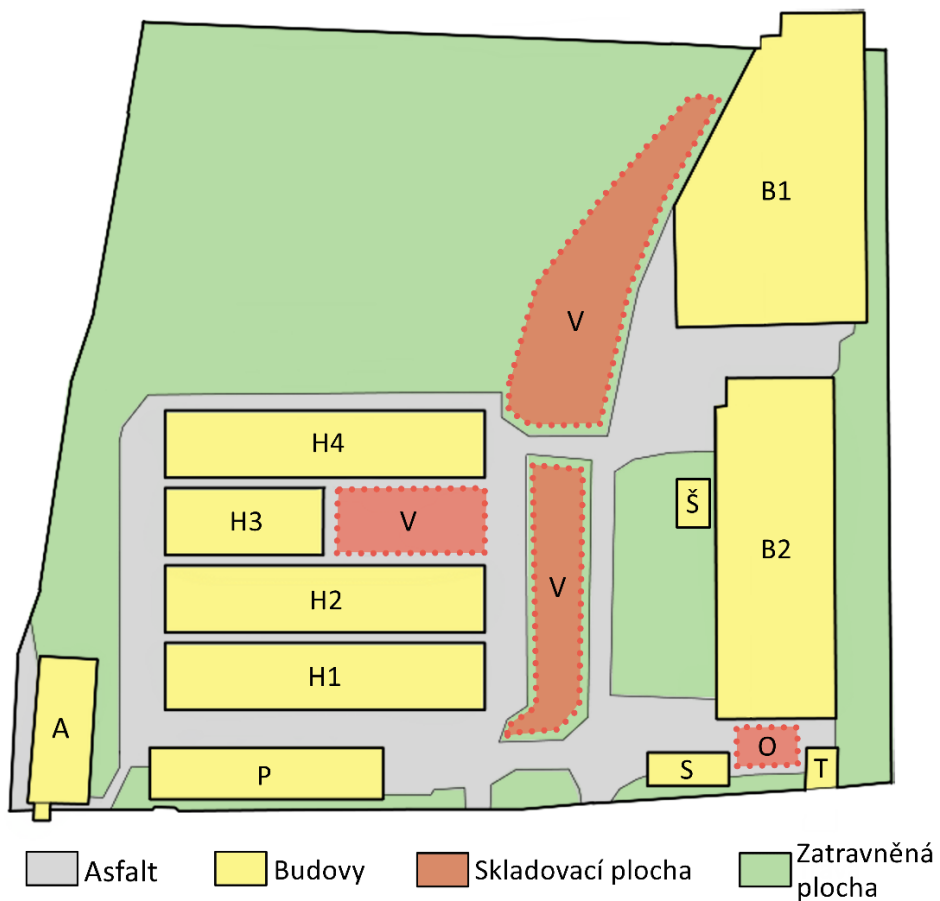 B1
V
H4
H3
V
Š
B2
H2
V
H1
A
P
S
O
T
Asfalt
Budovy
Skladovací plocha
Zatravněná
plocha